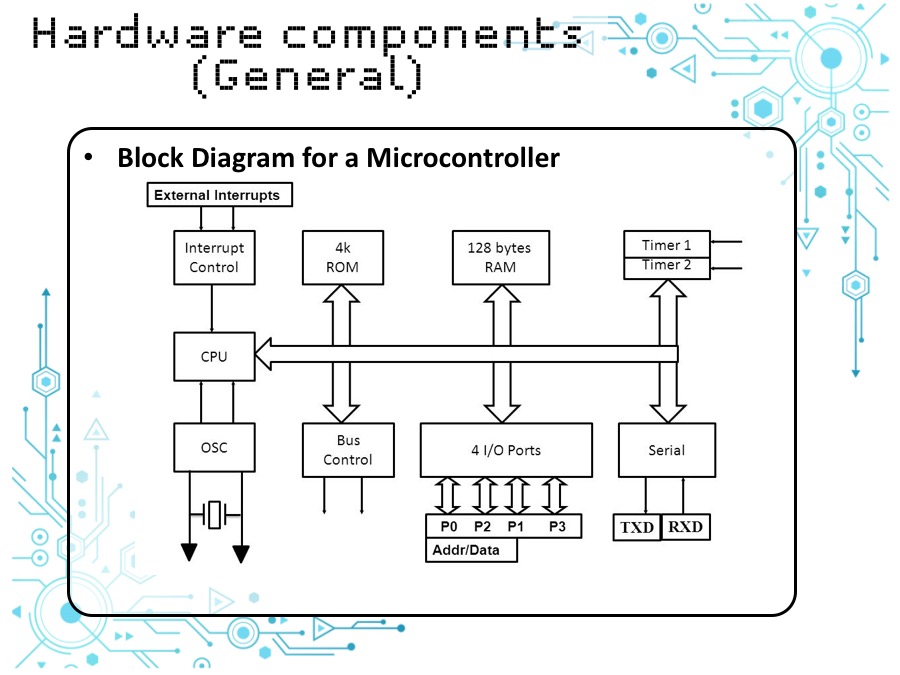 Hardware components
(General)
• Block Diagram for a Microcontroller
External Interrupts
Interrupt
Control
4k
ROM
128 bytes
RAM
Timer 1
Timer 2
CPU
OSC
Bus
Control
4 I/O Ports
Serial
P0 P2 P1 P3
TXD RXD
Addr/Data